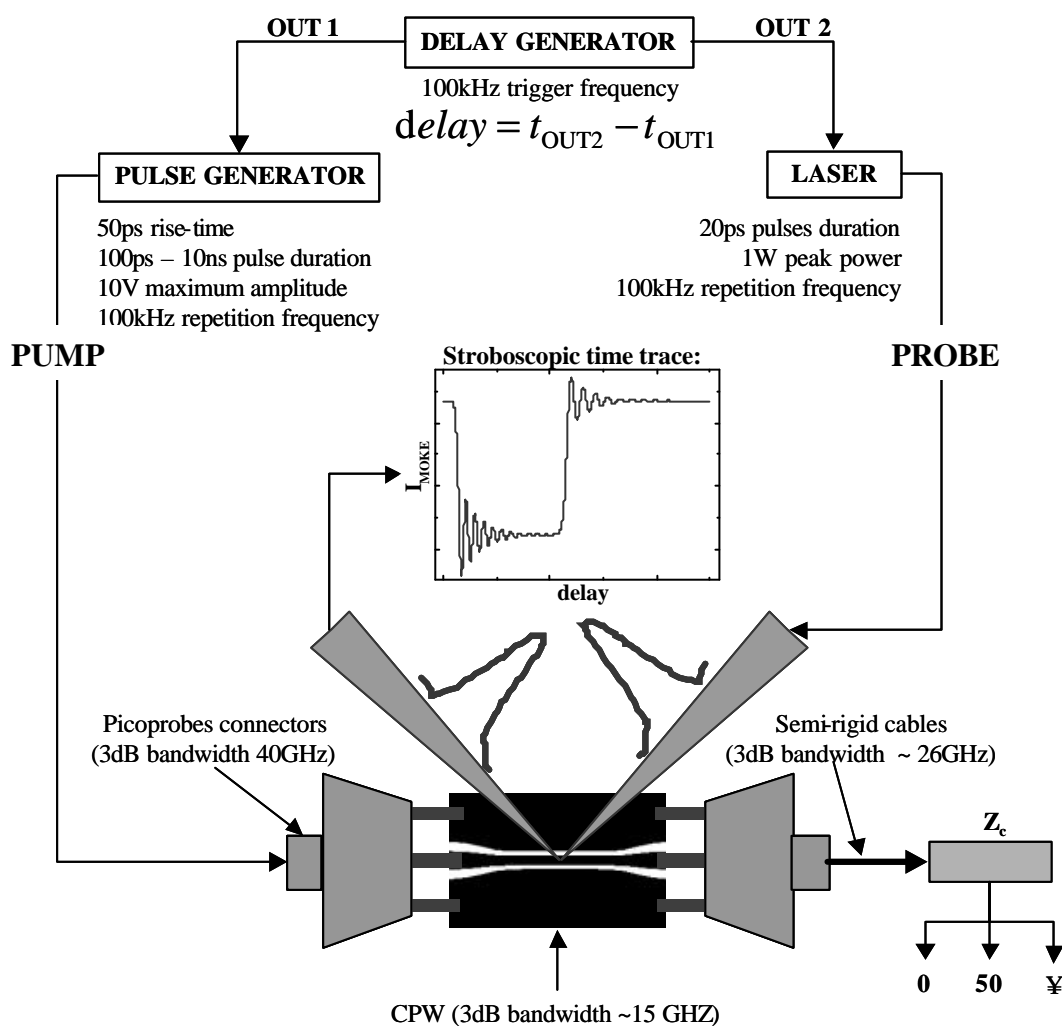 OUT 1
DELAY GENERATOR
OUT 2
100kHz trigger frequency
delay = t_OUT2 − t_OUT1
PULSE GENERATOR
LASER
50ps rise-time
100ps – 10ns pulse duration
10V maximum amplitude
100kHz repetition frequency
20ps pulses duration
1W peak power
100kHz repetition frequency
PUMP
PROBE
Stroboscopic time trace:
I_MOKE
delay
Picoprobes connectors
(3dB bandwidth 40GHz)
Semi-rigid cables
(3dB bandwidth ~ 26GHz)
Z_c
0 50 ¥
CPW (3dB bandwidth ~15 GHZ)